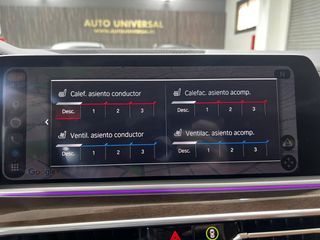 AUTO UNIVERSAL
Calef. asiento conductor
Calefac. asiento acomp.
Desc. 1 2 3
Desc. 1 2 3
Ventil. asiento conductor
Ventilac. asiento acomp.
Desc. 1 2 3
Desc. 1 2 3
Google
N